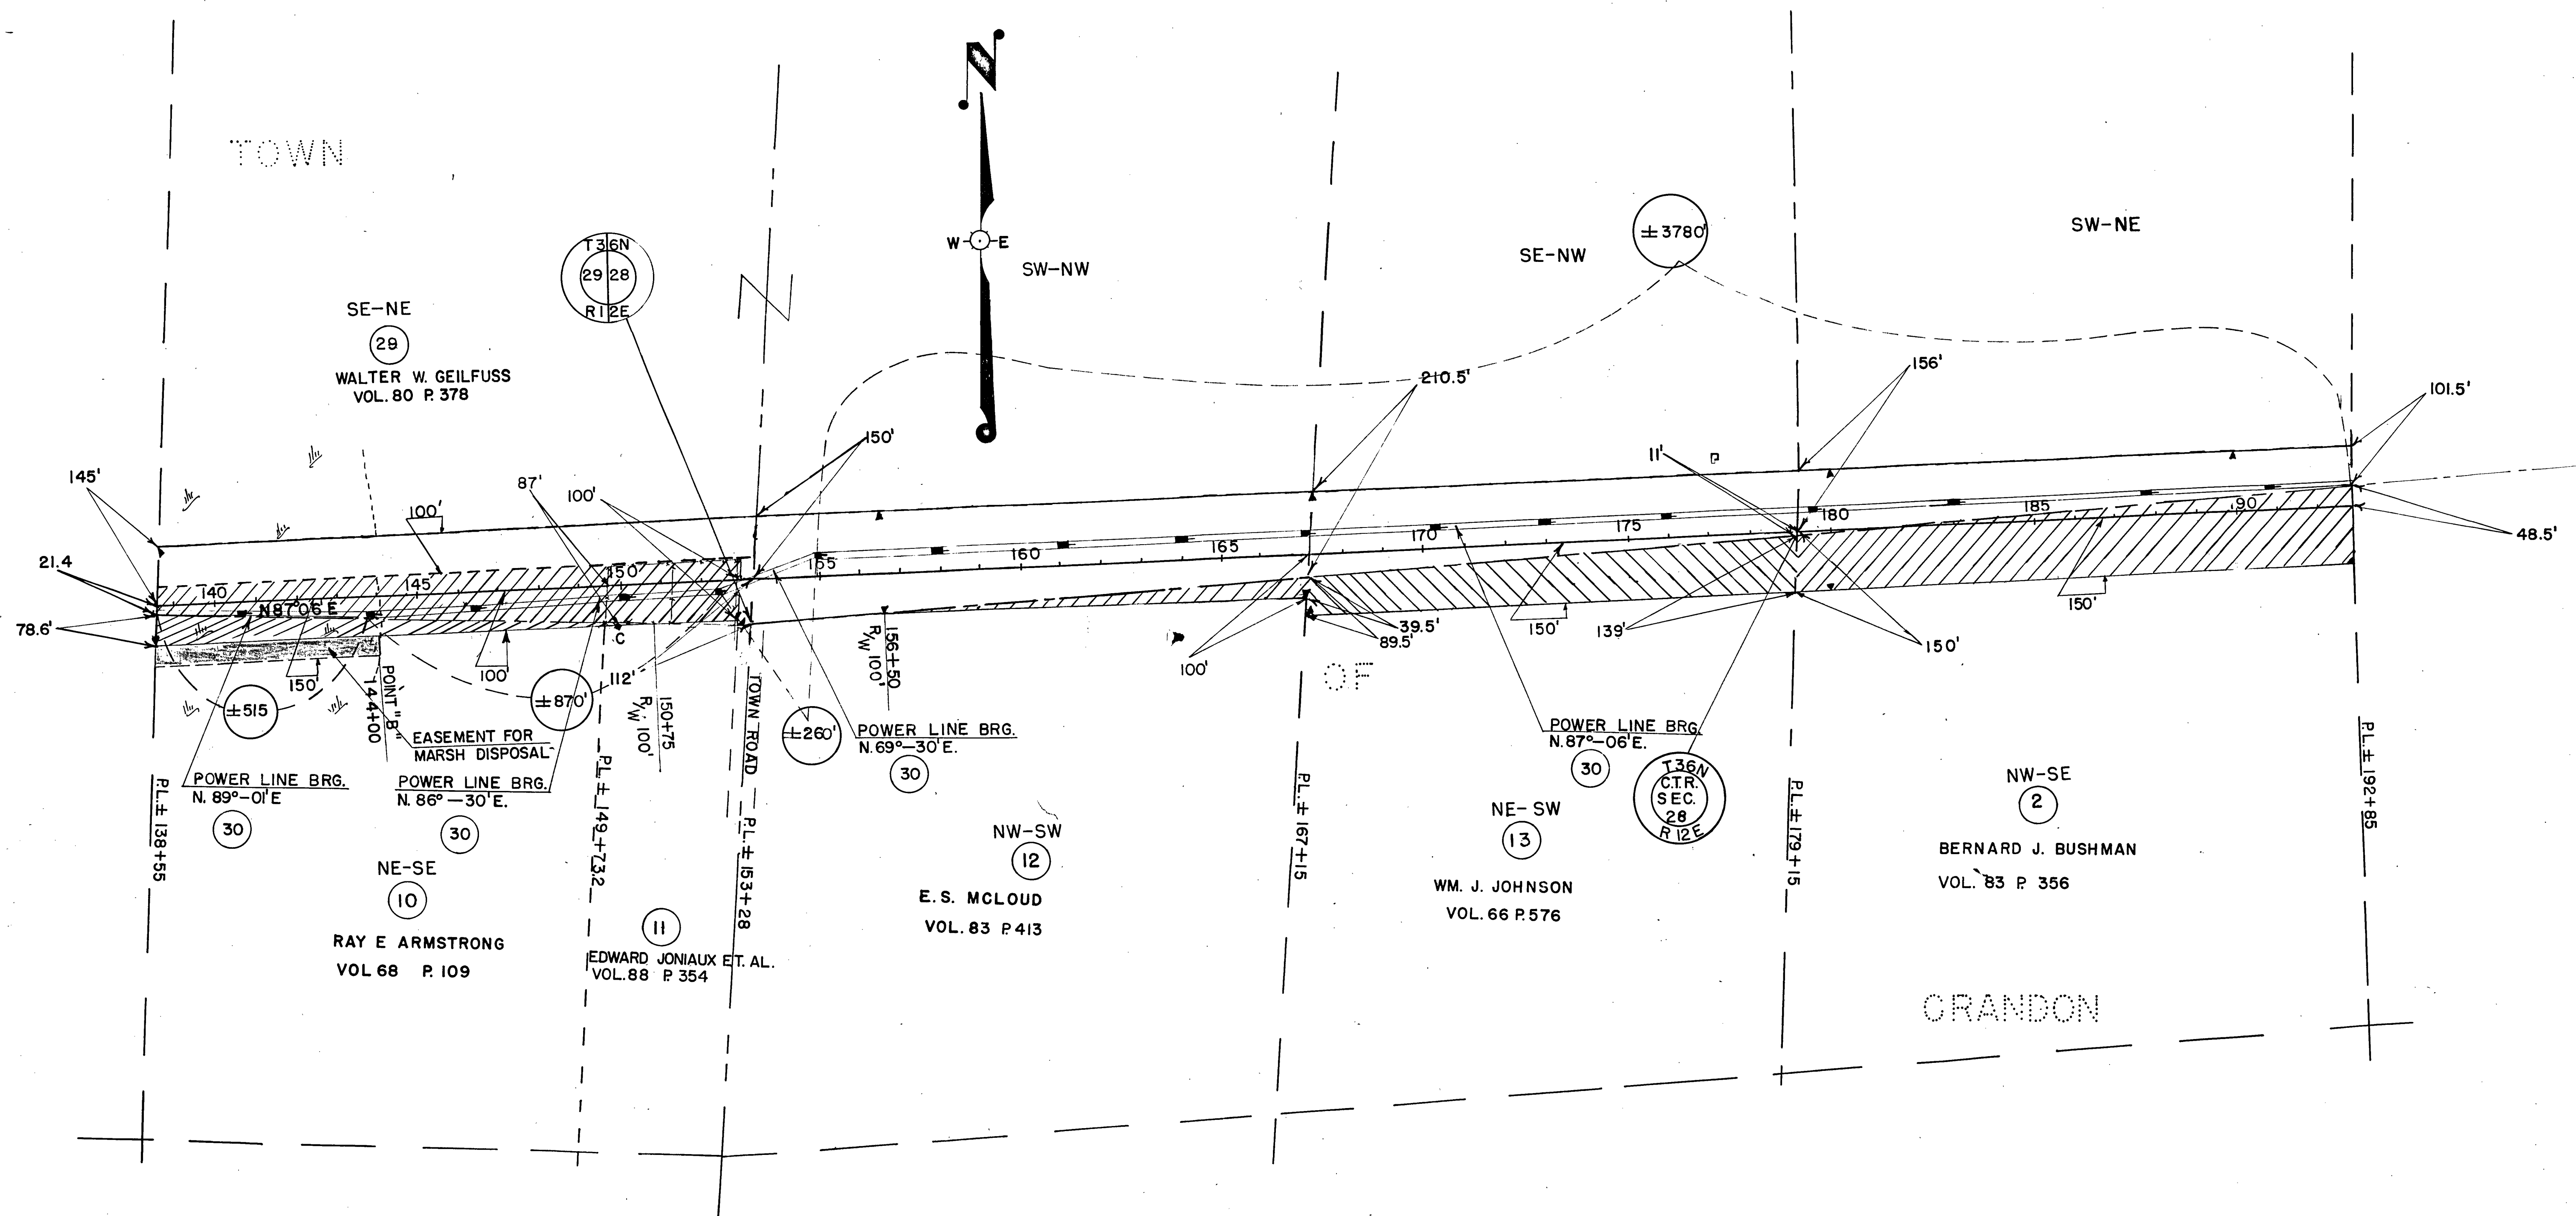 TOWN
N
W
E
SW-NW
SE-NW
± 3780'
SW-NE
T36N
29 28
R12E
SE-NE
29
WALTER W. GEILFUSS
VOL. 80 P. 378
145'
21.4
78.6'
100'
87'
100'
150'
210.5'
11'
156'
101.5'
48.5'
140
145
150
155
160
165
170
175
180
185
190
N87°06'E
150'
100'
C
112'
100'
39.5'
89.5'
150'
139'
150'
150'
±515
±870'
±260'
POINT "B"
144+00
150+75
R/W 100'
TOWN ROAD
156+50
R/W 100'
OF
EASEMENT FOR
MARSH DISPOSAL
POWER LINE BRG.
N. 89°-01'E
30
POWER LINE BRG.
N. 86°-30'E.
30
POWER LINE BRG.
N.69°-30'E.
30
POWER LINE BRG.
N.87°-06'E.
30
T36N
C.T.R.
SEC.
28
R12E
P.L.± 138+55
P.L ± 149+73.2
P.L.± 153+28
P.L.± 167+15
P.L.± 179+15
P.L.± 192+85
NE-SE
10
RAY E ARMSTRONG
VOL 68 P. 109
11
EDWARD JONIAUX ET. AL.
VOL.88 P. 354
NW-SW
12
E.S. MCLOUD
VOL. 83 P.413
NE-SW
13
WM. J. JOHNSON
VOL. 66 P.576
NW-SE
2
BERNARD J. BUSHMAN
VOL. 83 P. 356
CRANDON